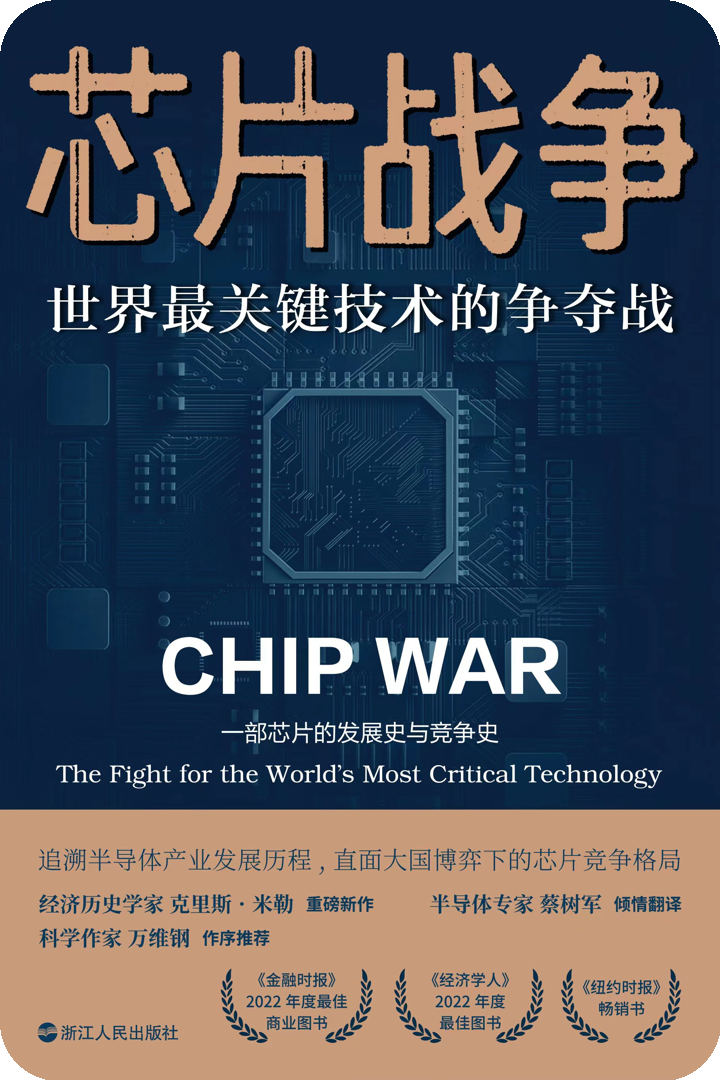 芯片战争
世界最关键技术的争夺战
CHIP WAR
一部芯片的发展史与竞争史
The Fight for the World's Most Critical Technology
追溯半导体产业发展历程，直面大国博弈下的芯片竞争格局
经济历史学家 克里斯·米勒 重磅新作 半导体专家 蔡树军 倾情翻译
科学作家 万维钢 作序推荐
《金融时报》
2022 年度最佳
商业图书
《经济学人》
2022 年度
最佳图书
《纽约时报》
畅销书
浙江人民出版社